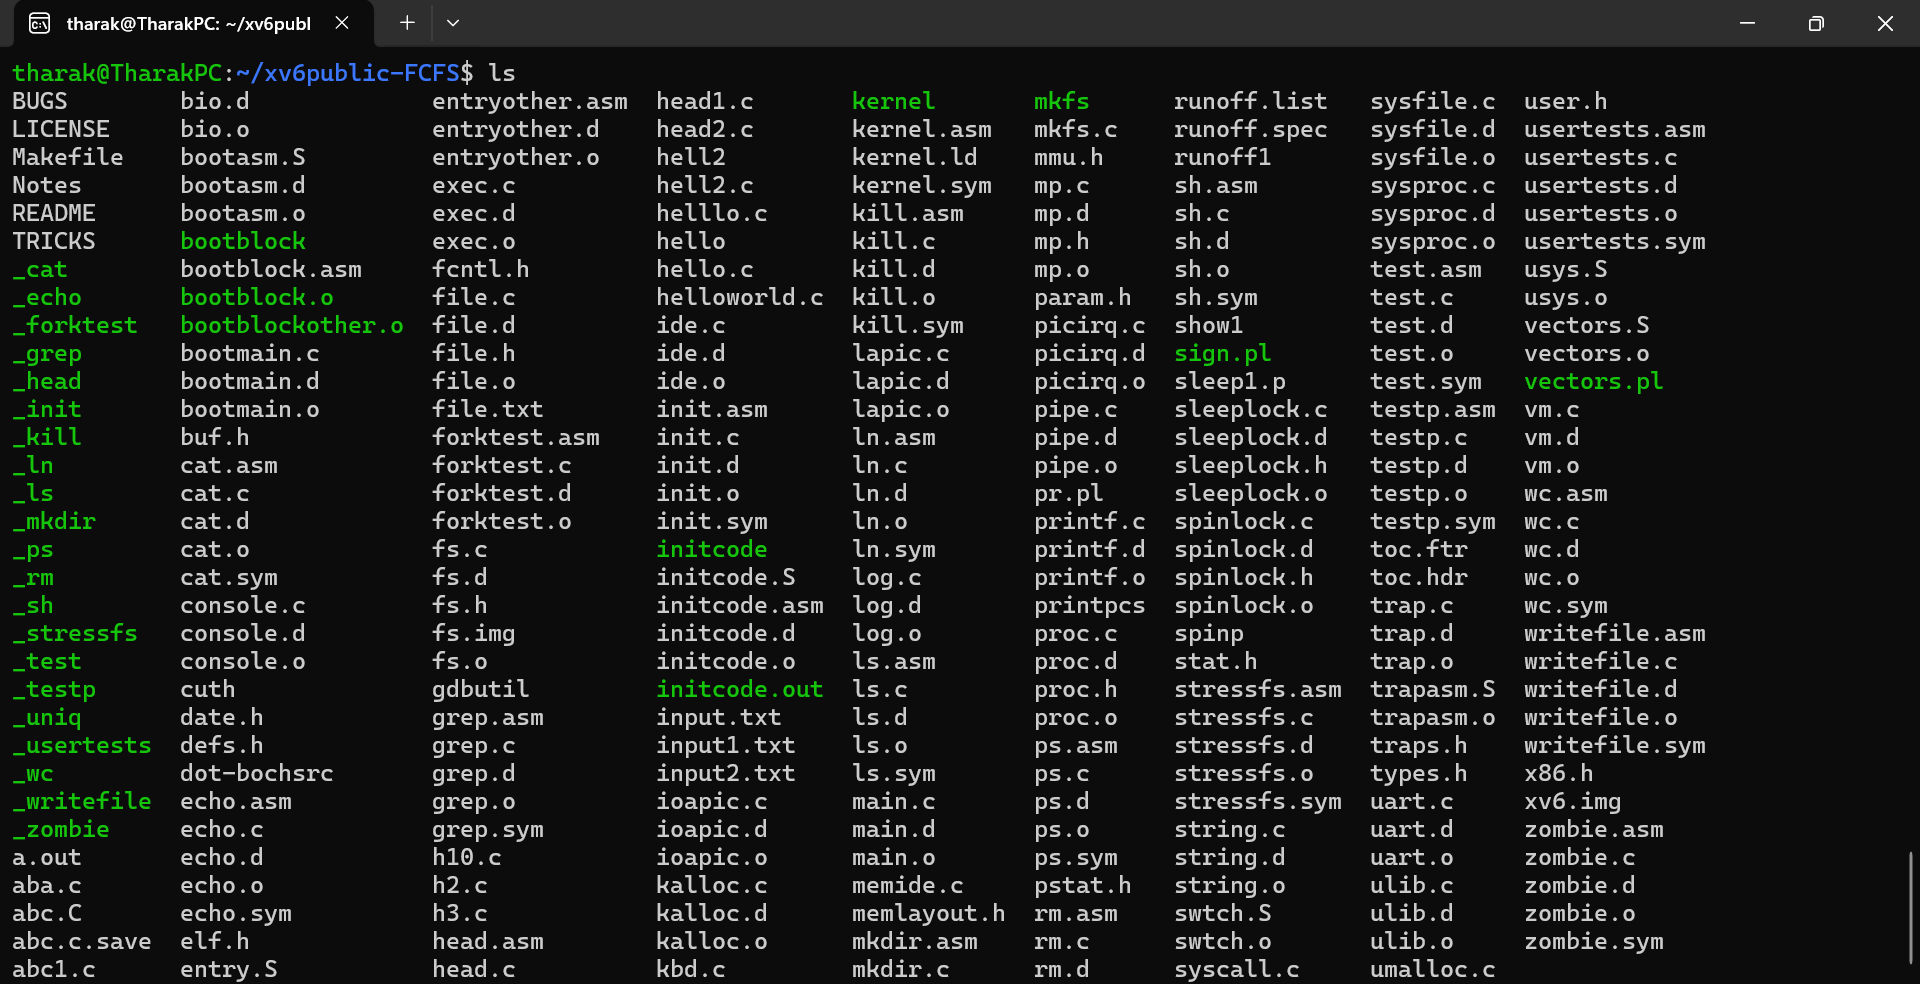 tharak@TharakPC: ~/xv6publ
tharak@TharakPC:~/xv6public-FCFS$ ls
BUGS bio.d entryother.asm head1.c kernel mkfs runoff.list sysfile.c user.h
LICENSE bio.o entryother.d head2.c kernel.asm mkfs.c runoff.spec sysfile.d usertests.asm
Makefile bootasm.S entryother.o hell2 kernel.ld mmu.h runoff1 sysfile.o usertests.c
Notes bootasm.d exec.c hell2.c kernel.sym mp.c sh.asm sysproc.c usertests.d
README bootasm.o exec.d helllo.c kill.asm mp.d sh.c sysproc.d usertests.o
TRICKS bootblock exec.o hello kill.c mp.h sh.d sysproc.o usertests.sym
_cat bootblock.asm fcntl.h hello.c kill.d mp.o sh.o test.asm usys.S
_echo bootblock.o file.c helloworld.c kill.o param.h sh.sym test.c usys.o
_forktest bootblockother.o file.d ide.c kill.sym picirq.c show1 test.d vectors.S
_grep bootmain.c file.h ide.d lapic.c picirq.d sign.pl test.o vectors.o
_head bootmain.d file.o ide.o lapic.d picirq.o sleep1.p test.sym vectors.pl
_init bootmain.o file.txt init.asm lapic.o pipe.c sleeplock.c testp.asm vm.c
_kill buf.h forktest.asm init.c ln.asm pipe.d sleeplock.d testp.c vm.d
_ln cat.asm forktest.c init.d ln.c pipe.o sleeplock.h testp.d vm.o
_ls cat.c forktest.d init.o ln.d pr.pl sleeplock.o testp.o wc.asm
_mkdir cat.d forktest.o init.sym ln.o printf.c spinlock.c testp.sym wc.c
_ps cat.o fs.c initcode ln.sym printf.d spinlock.d toc.ftr wc.d
_rm cat.sym fs.d initcode.S log.c printf.o spinlock.h toc.hdr wc.o
_sh console.c fs.h initcode.asm log.d printpcs spinlock.o trap.c wc.sym
_stressfs console.d fs.img initcode.d log.o proc.c spinp trap.d writefile.asm
_test console.o fs.o initcode.o ls.asm proc.d stat.h trap.o writefile.c
_testp cuth gdbutil initcode.out ls.c proc.h stressfs.asm trapasm.S writefile.d
_uniq date.h grep.asm input.txt ls.d proc.o stressfs.c trapasm.o writefile.o
_usertests defs.h grep.c input1.txt ls.o ps.asm stressfs.d traps.h writefile.sym
_wc dot-bochsrc grep.d input2.txt ls.sym ps.c stressfs.o types.h x86.h
_writefile echo.asm grep.o ioapic.c main.c ps.d stressfs.sym uart.c xv6.img
_zombie echo.c grep.sym ioapic.d main.d ps.o string.c uart.d zombie.asm
a.out echo.d h10.c ioapic.o main.o ps.sym string.d uart.o zombie.c
aba.c echo.o h2.c kalloc.c memide.c pstat.h string.o ulib.c zombie.d
abc.C echo.sym h3.c kalloc.d memlayout.h rm.asm swtch.S ulib.d zombie.o
abc.c.save elf.h head.asm kalloc.o mkdir.asm rm.c swtch.o ulib.o zombie.sym
abc1.c entry.S head.c kbd.c mkdir.c rm.d syscall.c umalloc.c